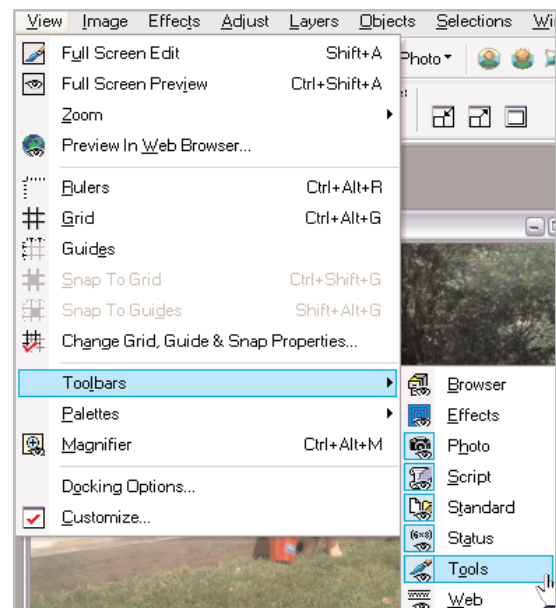 View Image Effects Adjust Layers Objects Selections Wi
Full Screen Edit Shift+A
Photo
Full Screen Preview Ctrl+Shift+A
Zoom
Preview In Web Browser...
Rulers Ctrl+Alt+R
Grid Ctrl+Alt+G
Guides
Snap To Grid Ctrl+Shift+G
Snap To Guides Shift+Alt+G
Change Grid, Guide & Snap Properties...
Toolbars
Browser
Palettes
Effects
Magnifier Ctrl+Alt+M
Photo
Docking Options...
Script
Customize...
Standard
(6×8) Status
Tools
Web